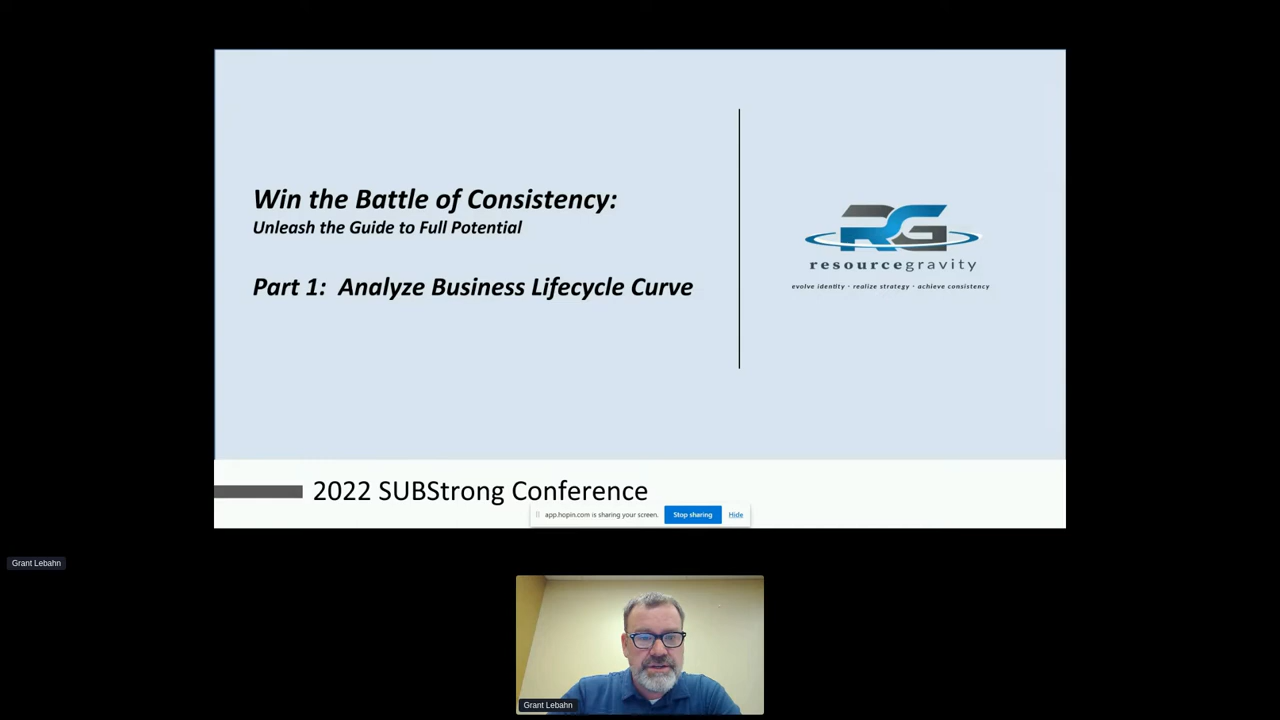 Win the Battle of Consistency:
Unleash the Guide to Full Potential
Part 1: Analyze Business Lifecycle Curve
RG
resourcegravity
evolve identity · realize strategy · achieve consistency
2022 SUBStrong Conference
app.hopin.com is sharing your screen.
Stop sharing
Hide
Grant Lebahn
Grant Lebahn